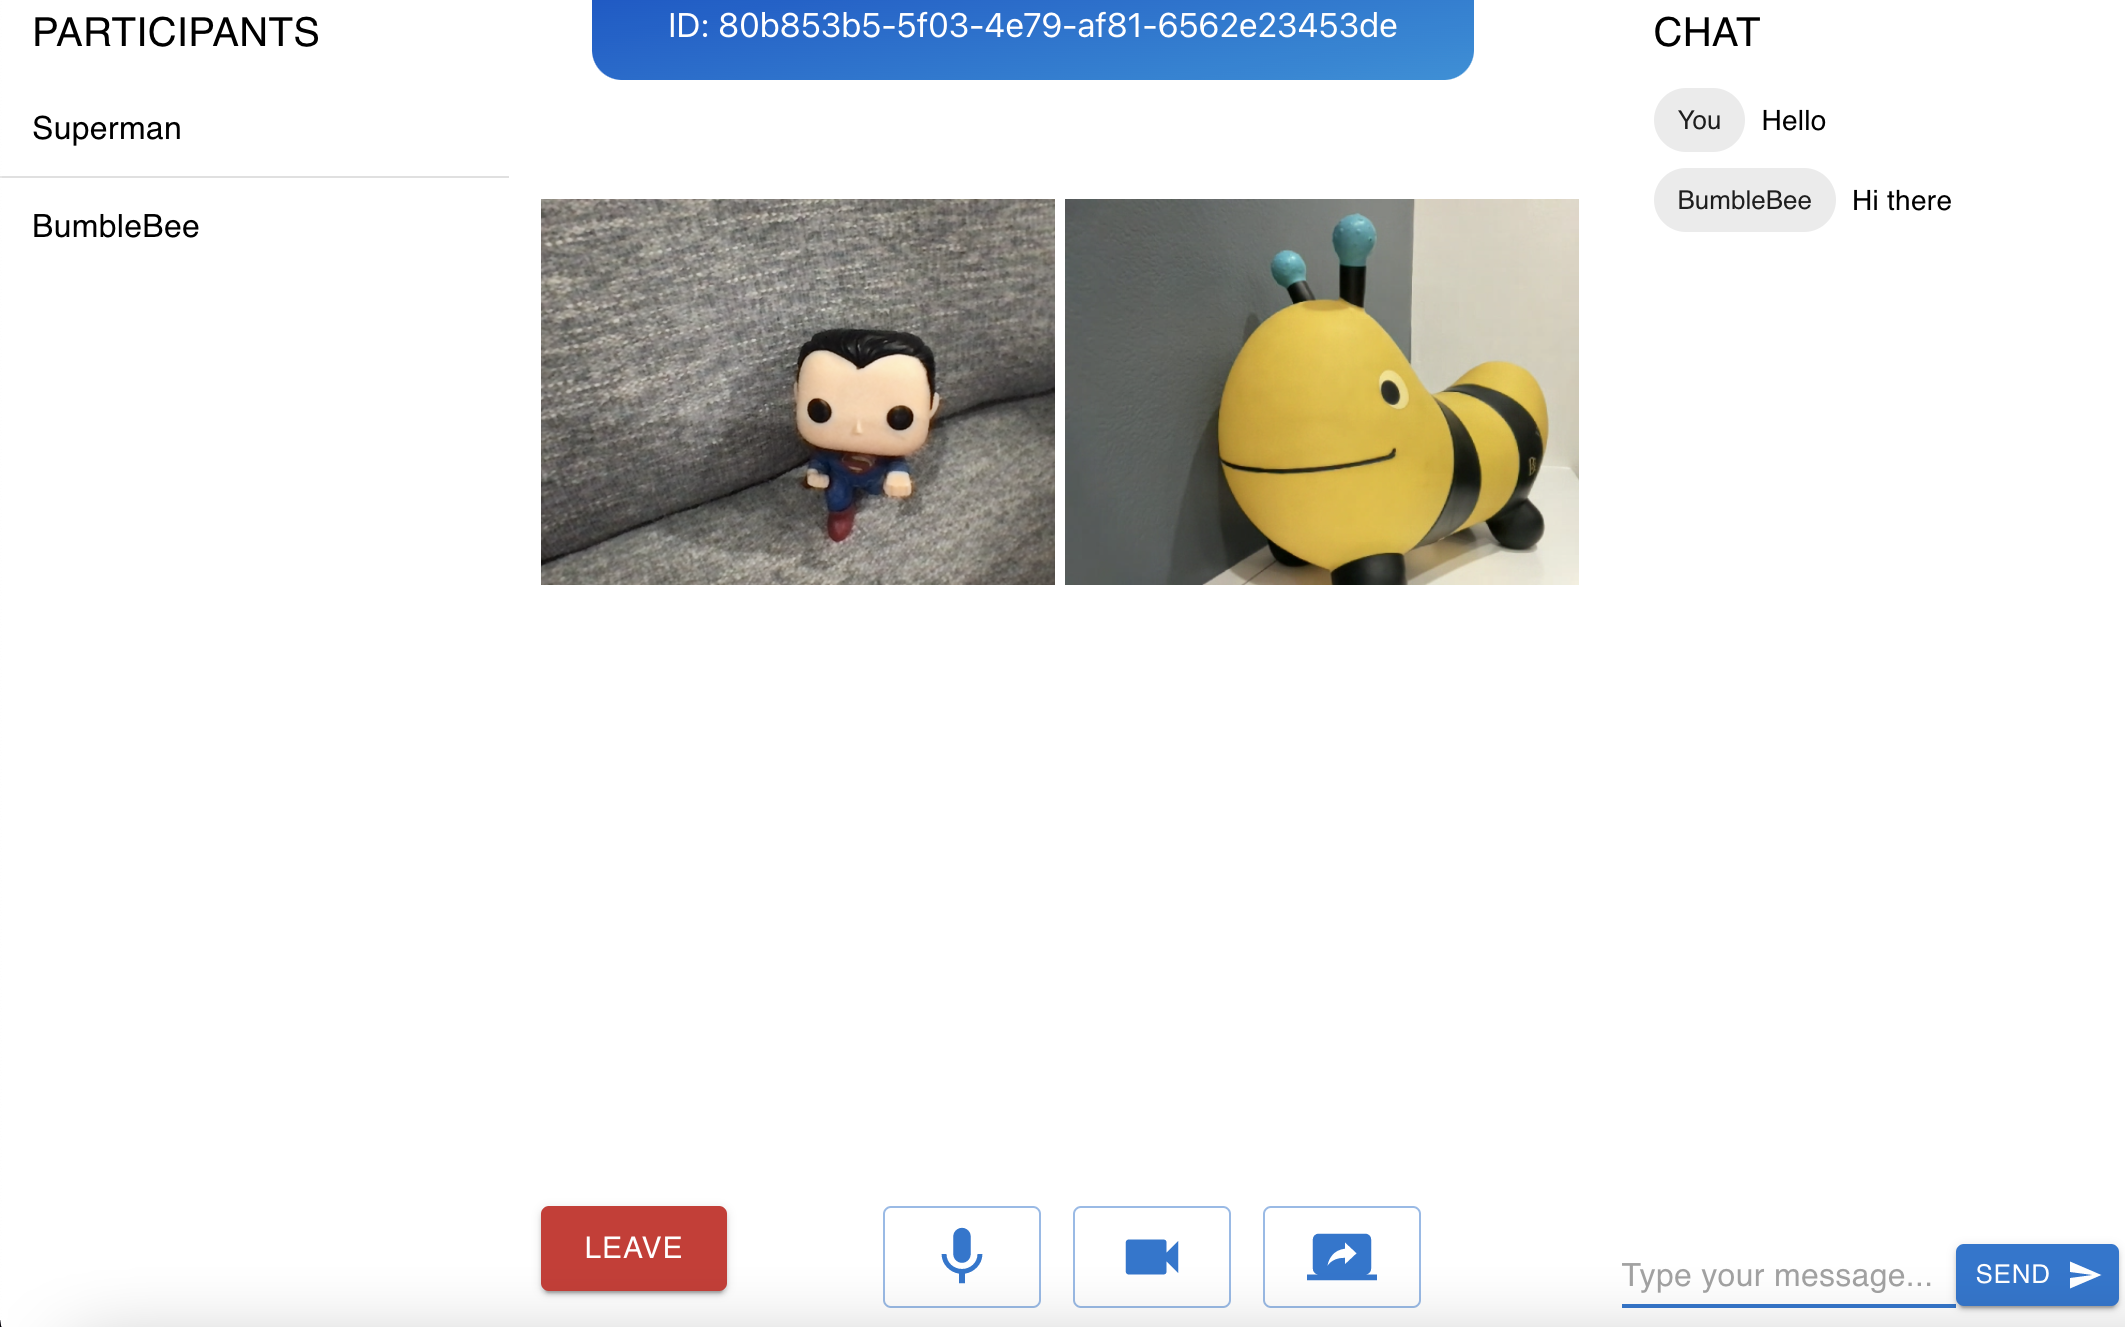 PARTICIPANTS
Superman
BumbleBee
ID: 80b853b5-5f03-4e79-af81-6562e23453de
LEAVE
CHAT
You Hello
BumbleBee Hi there
Type your message...
SEND